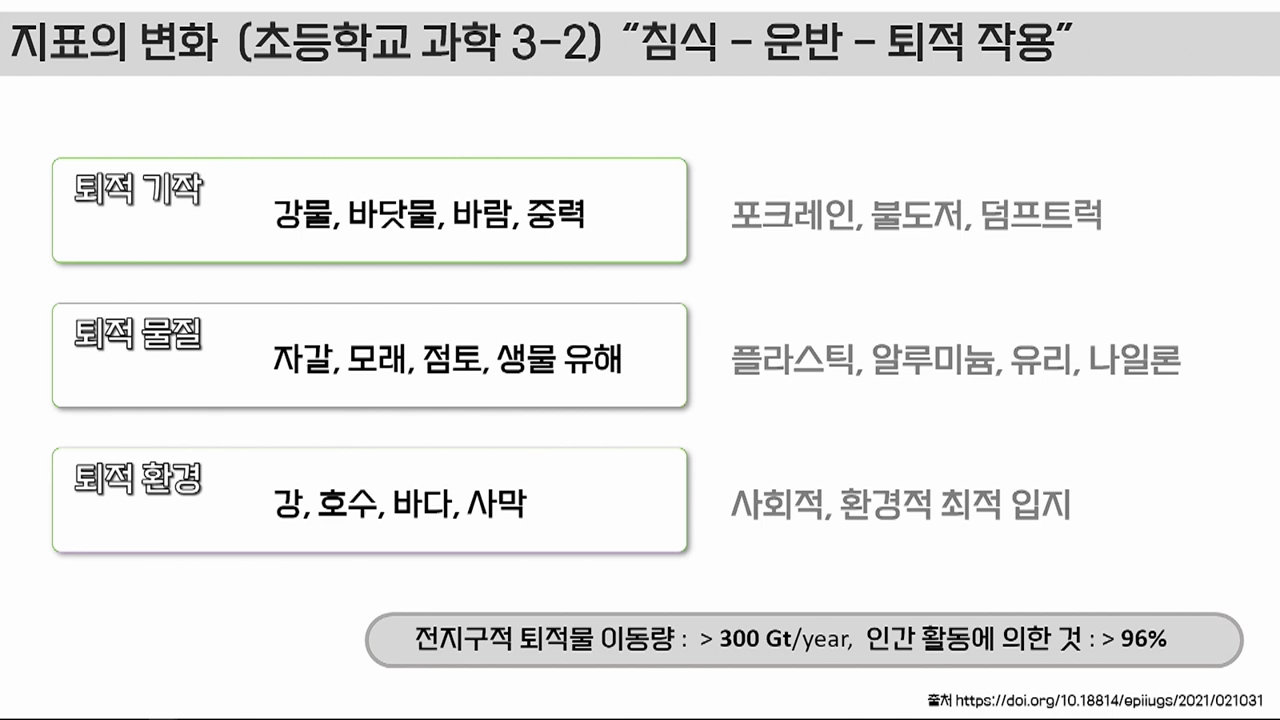 지표의 변화 (초등학교 과학 3-2) “침식 – 운반 – 퇴적 작용”
퇴적 기작
강물, 바닷물, 바람, 중력
포크레인, 불도저, 덤프트럭
퇴적 물질
자갈, 모래, 점토, 생물 유해
플라스틱, 알루미늄, 유리, 나일론
퇴적 환경
강, 호수, 바다, 사막
사회적, 환경적 최적 입지
전지구적 퇴적물 이동량 : > 300 Gt/year, 인간 활동에 의한 것 : > 96%
출처 https://doi.org/10.18814/epiiugs/2021/021031